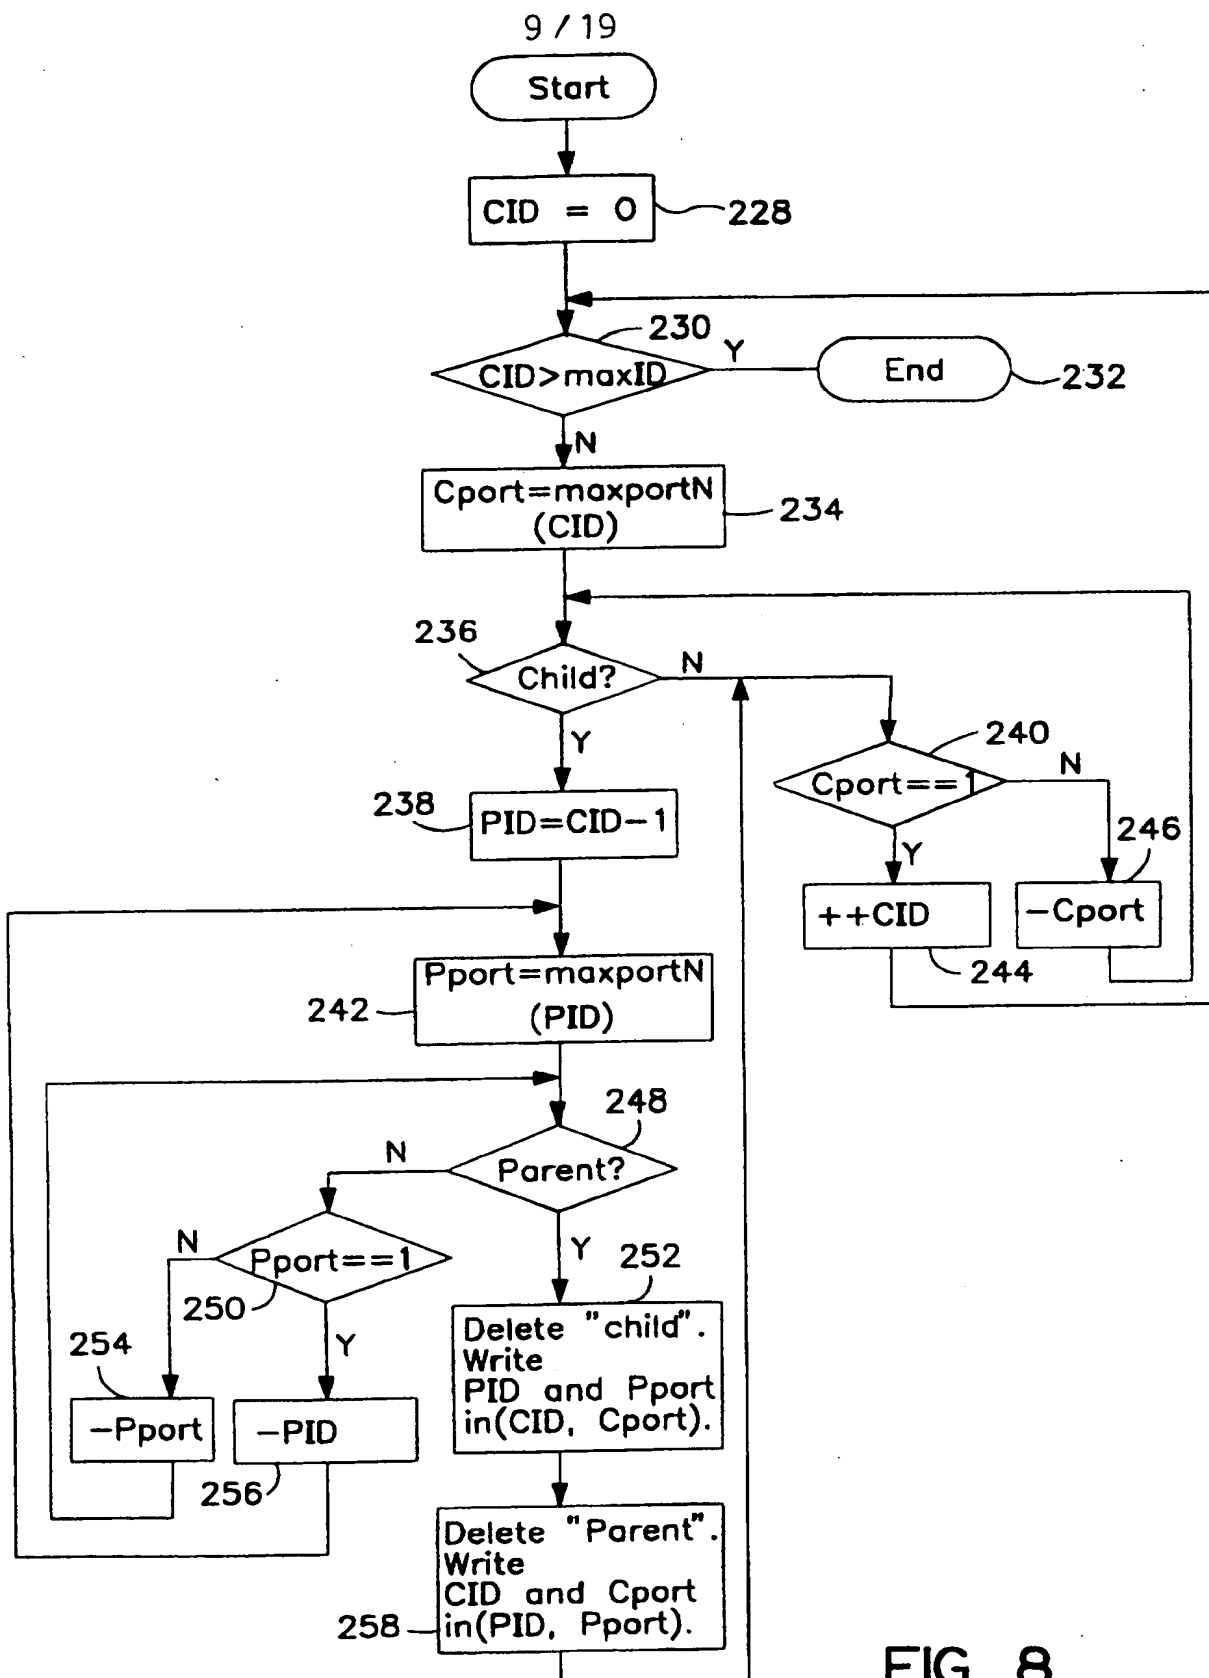 9 / 19
Start
CID = 0
228
230
CID>maxID
Y
End
232
N
Cport=maxportN
(CID)
234
236
Child?
N
Y
240
Cport==1
N
238
PID=CID-1
246
Y
++CID
-Cport
244
Pport=maxportN
(PID)
242
248
N
Parent?
N
Pport==1
Y
252
250
254
Y
Delete "child".
Write
PID and Pport
in(CID, Cport).
-Pport
-PID
256
Delete "Parent".
Write
CID and Cport
in(PID, Pport).
258
FIG. 8